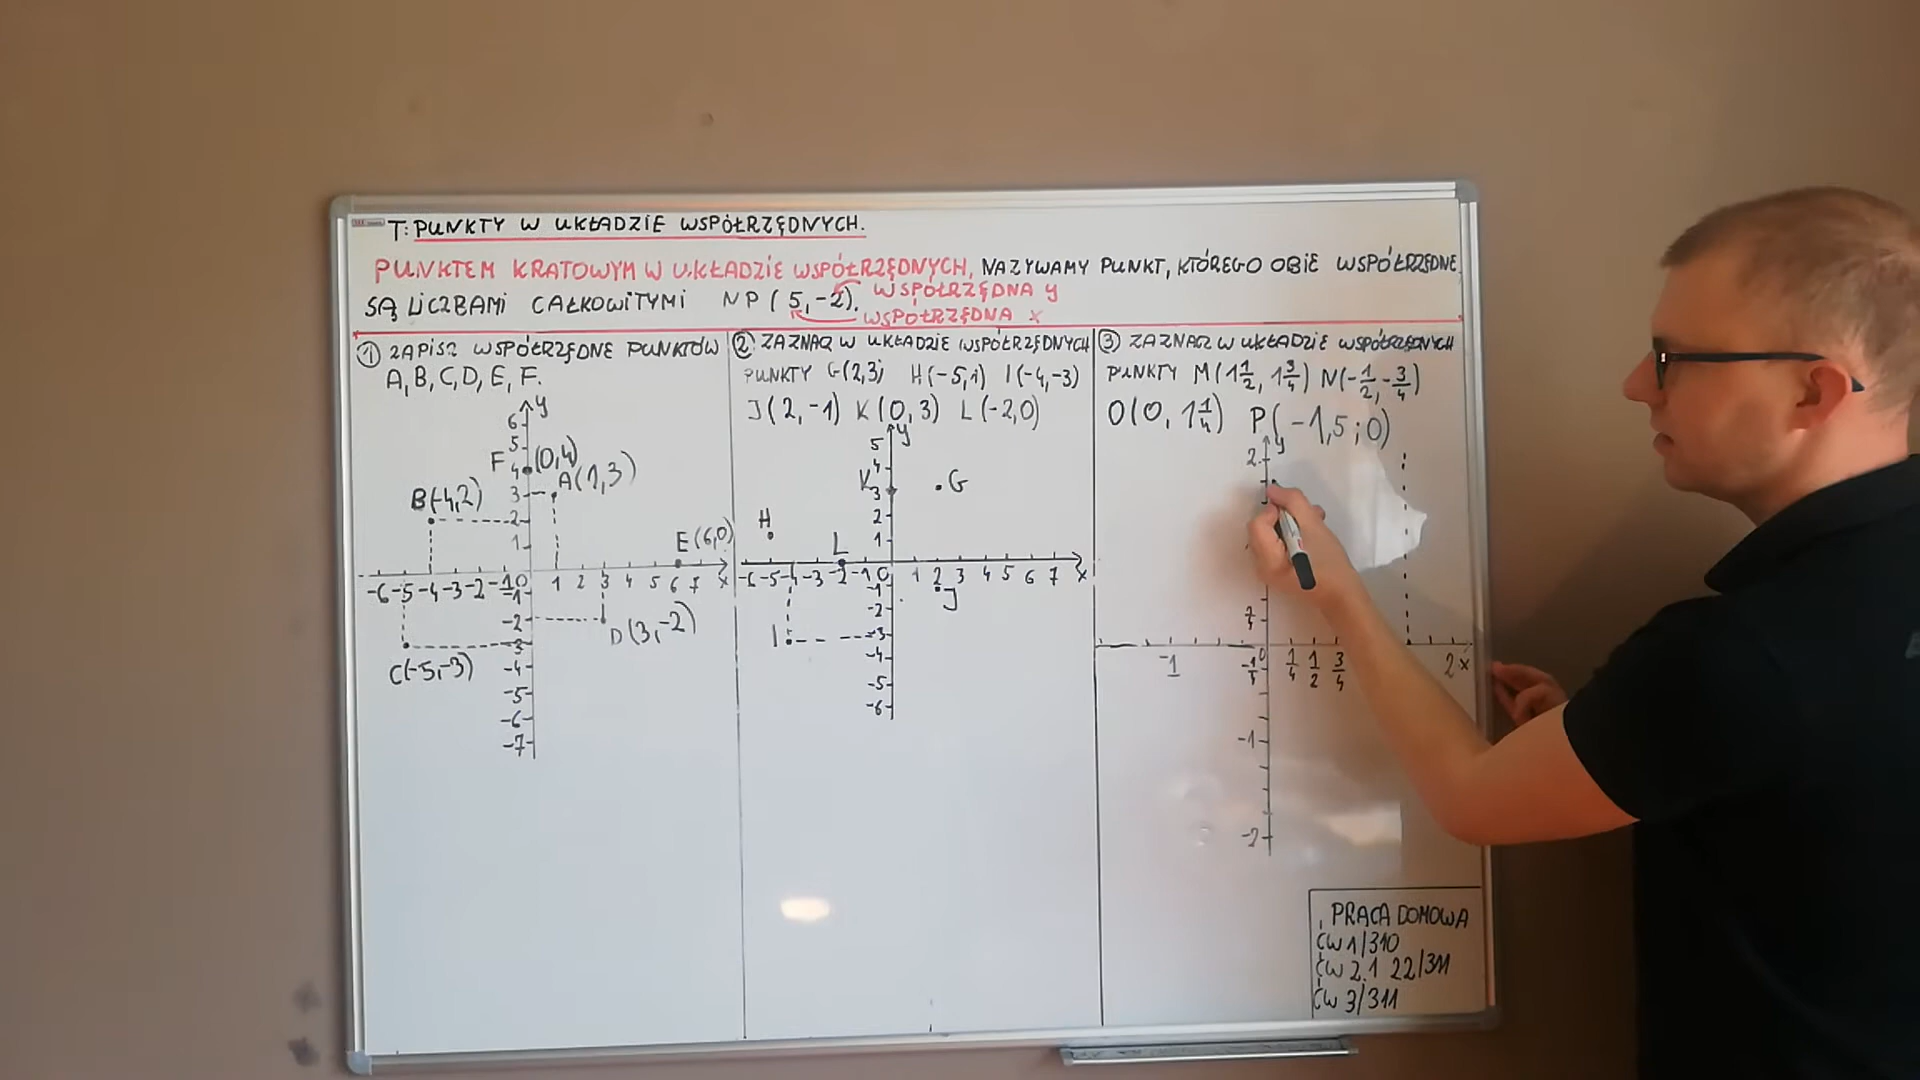 T: PUNKTY W UKŁADZIE WSPÓŁRZĘDNYCH.
PUNKTEM KRATOWYM W UKŁADZIE WSPÓŁRZĘDNYCH, NAZYWAMY PUNKT, KTÓREGO OBIE WSPÓŁRZĘDNE
SĄ LICZBAMI CAŁKOWITYMI NP (5,-2). WSPÓŁRZĘDNA y
WSPÓŁRZĘDNA x
① ZAPISZ WSPÓŁRZĘDNE PUNKTÓW
A, B, C, D, E, F.
y
6
5
F 4 (0,4)
3 A(1,3)
B(-4,2) 2
1
E(6,0)
-6 -5 -4 -3 -2 -1 0 1 2 3 4 5 6 7 x
-1
-2
D(3,-2)
-3
C(-5,-3)
-4
-5
-6
-7
② ZAZNACZ W UKŁADZIE WSPÓŁRZĘDNYCH
PUNKTY G(2,3) H(-5,1) I(-4,-3)
J(2,-1) K(0,3) L(-2,0)
y
5
4
K 3 G
2
H
1
L
-6 -5 -4 -3 -2 -1 0 1 2 3 4 5 6 7 x
-1
J
-2
I -3
-4
-5
-6
③ ZAZNACZ W UKŁADZIE WSPÓŁRZĘDNYCH
PUNKTY M(1 1/2, 1 3/4) N(-1/2, -3/4)
O(0, 1 1/4) P(-1,5;0)
y
2
-1 0 1/4 1/2 3/4 2 x
-1
-2
PRACA DOMOWA
ĆW 1/310
ĆW 2.1 22/311
ĆW 3/311